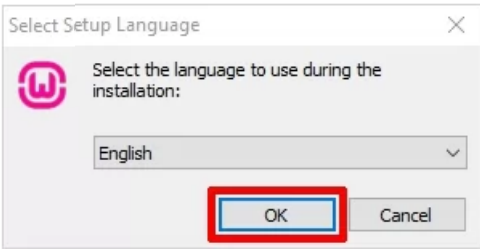 Select Setup Language
Select the language to use during the
installation:
English
OK
Cancel